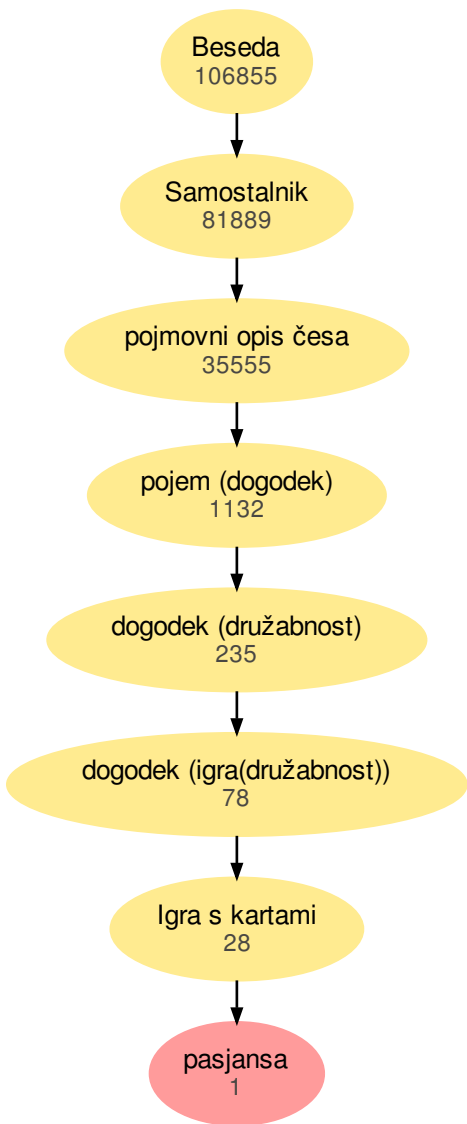 Beseda
106855
Samostalnik
81889
pojmovni opis česa
35555
pojem (dogodek)
1132
dogodek (družabnost)
235
dogodek (igra(družabnost))
78
Igra s kartami
28
pasjansa
1